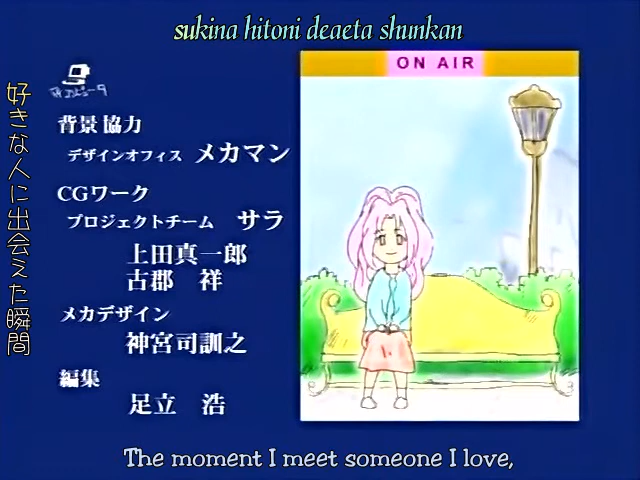 sukina hitoni deaeta shunkan
ON AIR
好きな人に出会えた瞬間
背景協力
デザインオフィス メカマン
CGワーク
プロジェクトチーム サラ
上田真一郎
古郡 祥
メカデザイン
神宮司訓之
編集
足立 浩
The moment I meet someone I love,